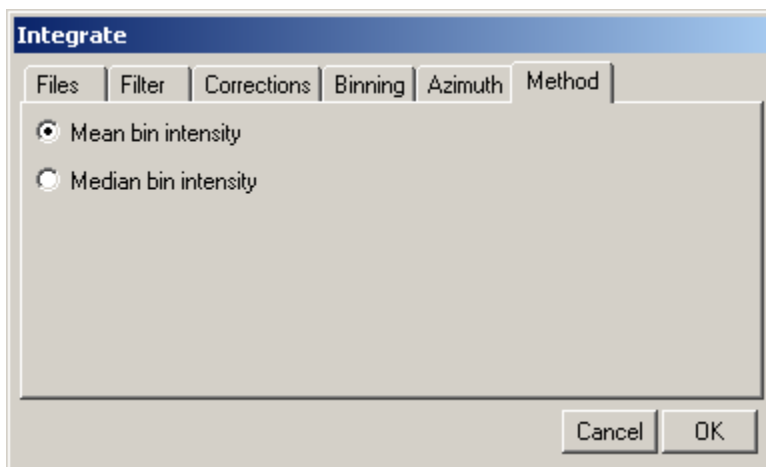 Integrate
Files Filter Corrections Binning Azimuth Method
Mean bin intensity
Median bin intensity
Cancel OK